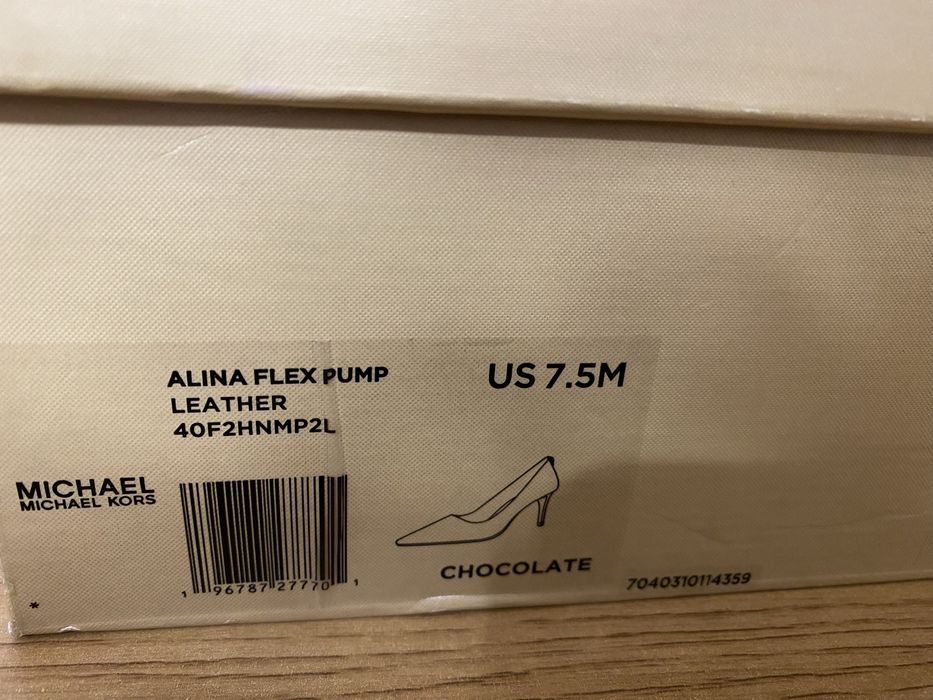 ALINA FLEX PUMP
LEATHER
40F2HNMP2L
US 7.5M
MICHAEL
MICHAEL KORS
1 96787 27770 1
CHOCOLATE
7040310114359
*